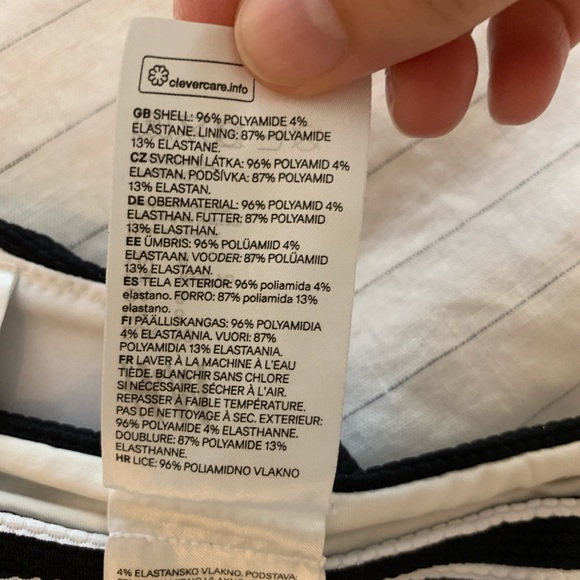 clevercare.info
GB SHELL: 96% POLYAMIDE 4%
ELASTANE. LINING: 87% POLYAMIDE
13% ELASTANE.
CZ SVRCHNÍ LÁTKA: 96% POLYAMID 4%
ELASTAN. PODŠÍVKA: 87% POLYAMID
13% ELASTAN.
DE OBERMATERIAL: 96% POLYAMID 4%
ELASTHAN. FUTTER: 87% POLYAMID
13% ELASTHAN.
EE ÜMBRIS: 96% POLÜAMIID 4%
ELASTAAN. VOODER: 87% POLÜAMIID
13% ELASTAAN.
ES TELA EXTERIOR: 96% poliamida 4%
elastano. FORRO: 87% poliamida 13%
elastano.
FI PÄÄLLISKANGAS: 96% POLYAMIDIA
4% ELASTAANIA. VUORI: 87%
POLYAMIDIA 13% ELASTAANIA.
FR LAVER À LA MACHINE À L'EAU
TIÈDE. BLANCHIR SANS CHLORE
SI NÉCESSAIRE. SÉCHER À L'AIR.
REPASSER À FAIBLE TEMPÉRATURE.
PAS DE NETTOYAGE À SEC. EXTERIEUR:
96% POLYAMIDE 4% ELASTHANNE.
DOUBLURE: 87% POLYAMIDE 13%
ELASTHANNE.
HR LICE: 96% POLIAMIDNO VLAKNO
4% ELASTANSKO VLAKNO. PODSTAVA: